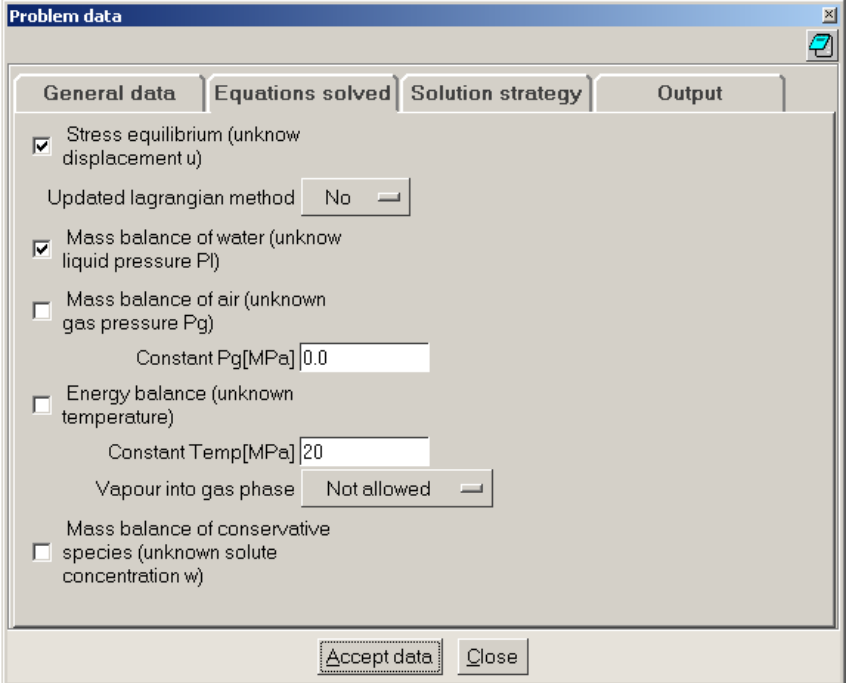 Problem data
General data Equations solved Solution strategy Output
Stress equilibrium (unknow
displacement u)
Updated lagrangian method No
Mass balance of water (unknow
liquid pressure Pl)
Mass balance of air (unknown
gas pressure Pg)
Constant Pg[MPa] 0.0
Energy balance (unknown
temperature)
Constant Temp[MPa] 20
Vapour into gas phase Not allowed
Mass balance of conservative
species (unknown solute
concentration w)
Accept data Close